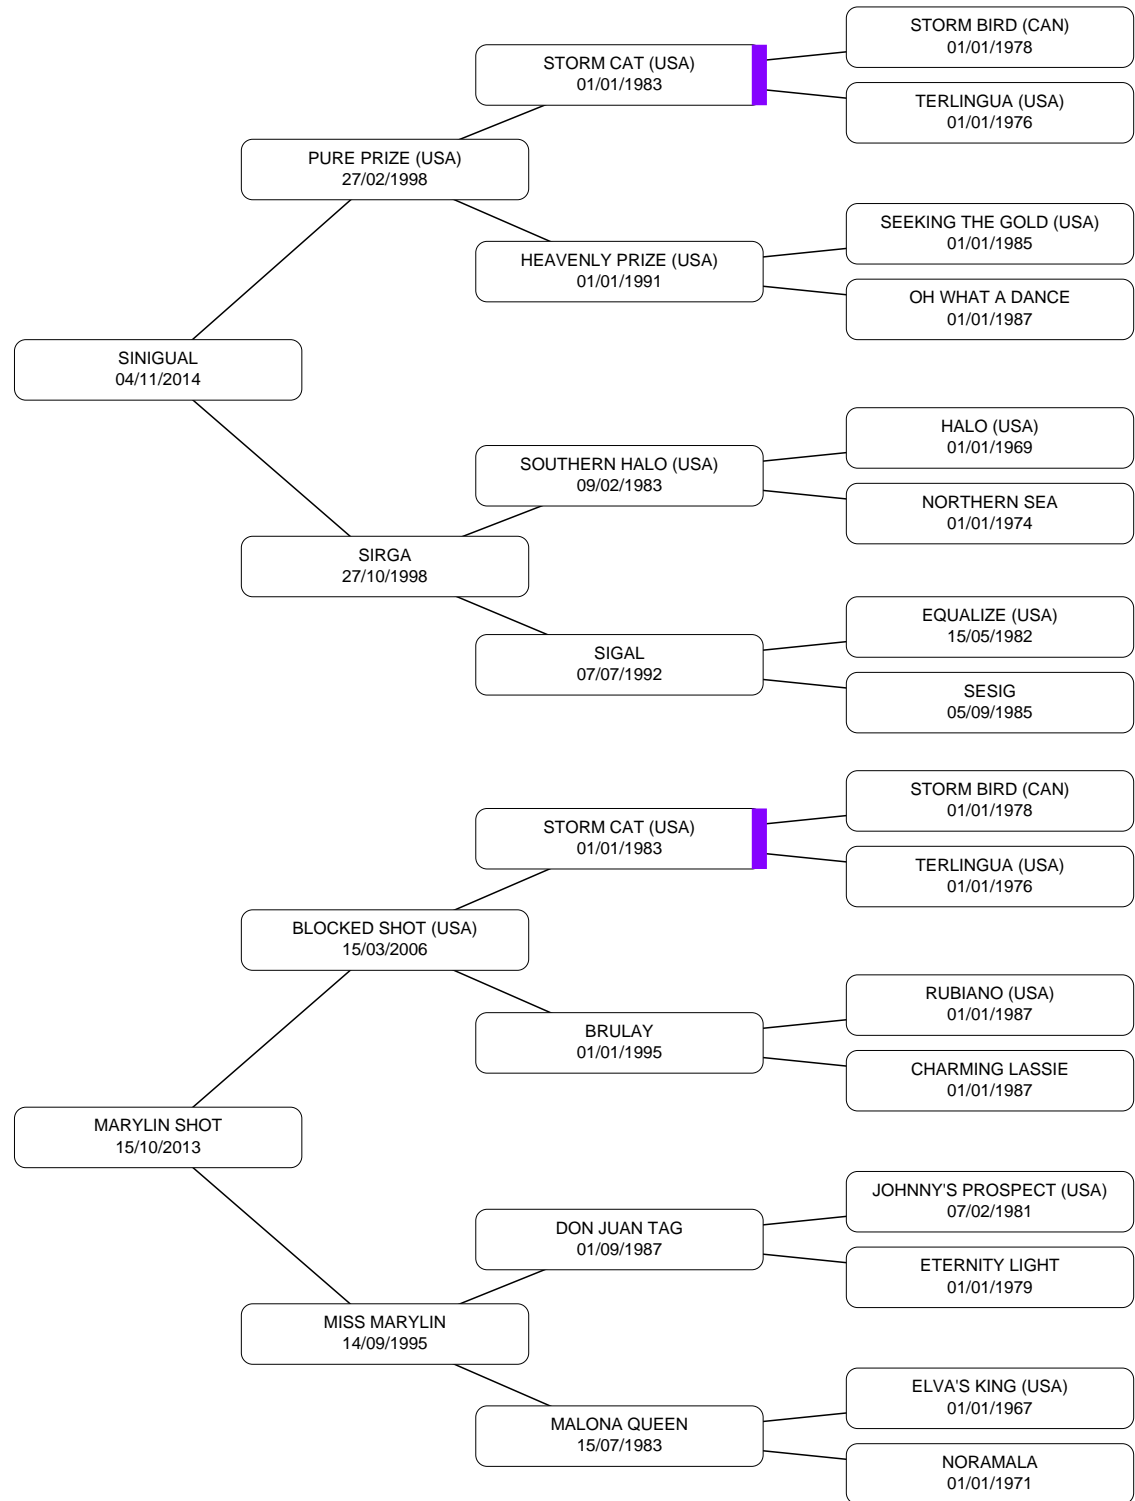 STORM BIRD (CAN)
01/01/1978
STORM CAT (USA)
01/01/1983
TERLINGUA (USA)
01/01/1976
PURE PRIZE (USA)
27/02/1998
SEEKING THE GOLD (USA)
01/01/1985
HEAVENLY PRIZE (USA)
01/01/1991
OH WHAT A DANCE
01/01/1987
SINIGUAL
04/11/2014
HALO (USA)
01/01/1969
SOUTHERN HALO (USA)
09/02/1983
NORTHERN SEA
01/01/1974
SIRGA
27/10/1998
EQUALIZE (USA)
15/05/1982
SIGAL
07/07/1992
SESIG
05/09/1985
STORM BIRD (CAN)
01/01/1978
STORM CAT (USA)
01/01/1983
TERLINGUA (USA)
01/01/1976
BLOCKED SHOT (USA)
15/03/2006
RUBIANO (USA)
01/01/1987
BRULAY
01/01/1995
CHARMING LASSIE
01/01/1987
MARYLIN SHOT
15/10/2013
JOHNNY'S PROSPECT (USA)
07/02/1981
DON JUAN TAG
01/09/1987
ETERNITY LIGHT
01/01/1979
MISS MARYLIN
14/09/1995
ELVA'S KING (USA)
01/01/1967
MALONA QUEEN
15/07/1983
NORAMALA
01/01/1971